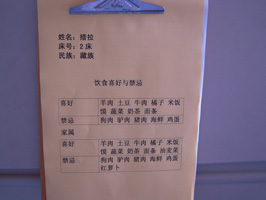 姓名：措拉
床号：2床
民族：藏族
饮食喜好与禁忌
喜好 羊肉 土豆 牛肉 橘子 米饭
馍 蔬菜 奶茶 面条
禁忌 狗肉 驴肉 猪肉 海鲜 鸡蛋
家属
喜好 羊肉 土豆 牛肉 橘子 米饭
馍 蔬菜 奶茶 面条 油麦菜
禁忌 狗肉 驴肉 猪肉 海鲜 鸡蛋
红萝卜